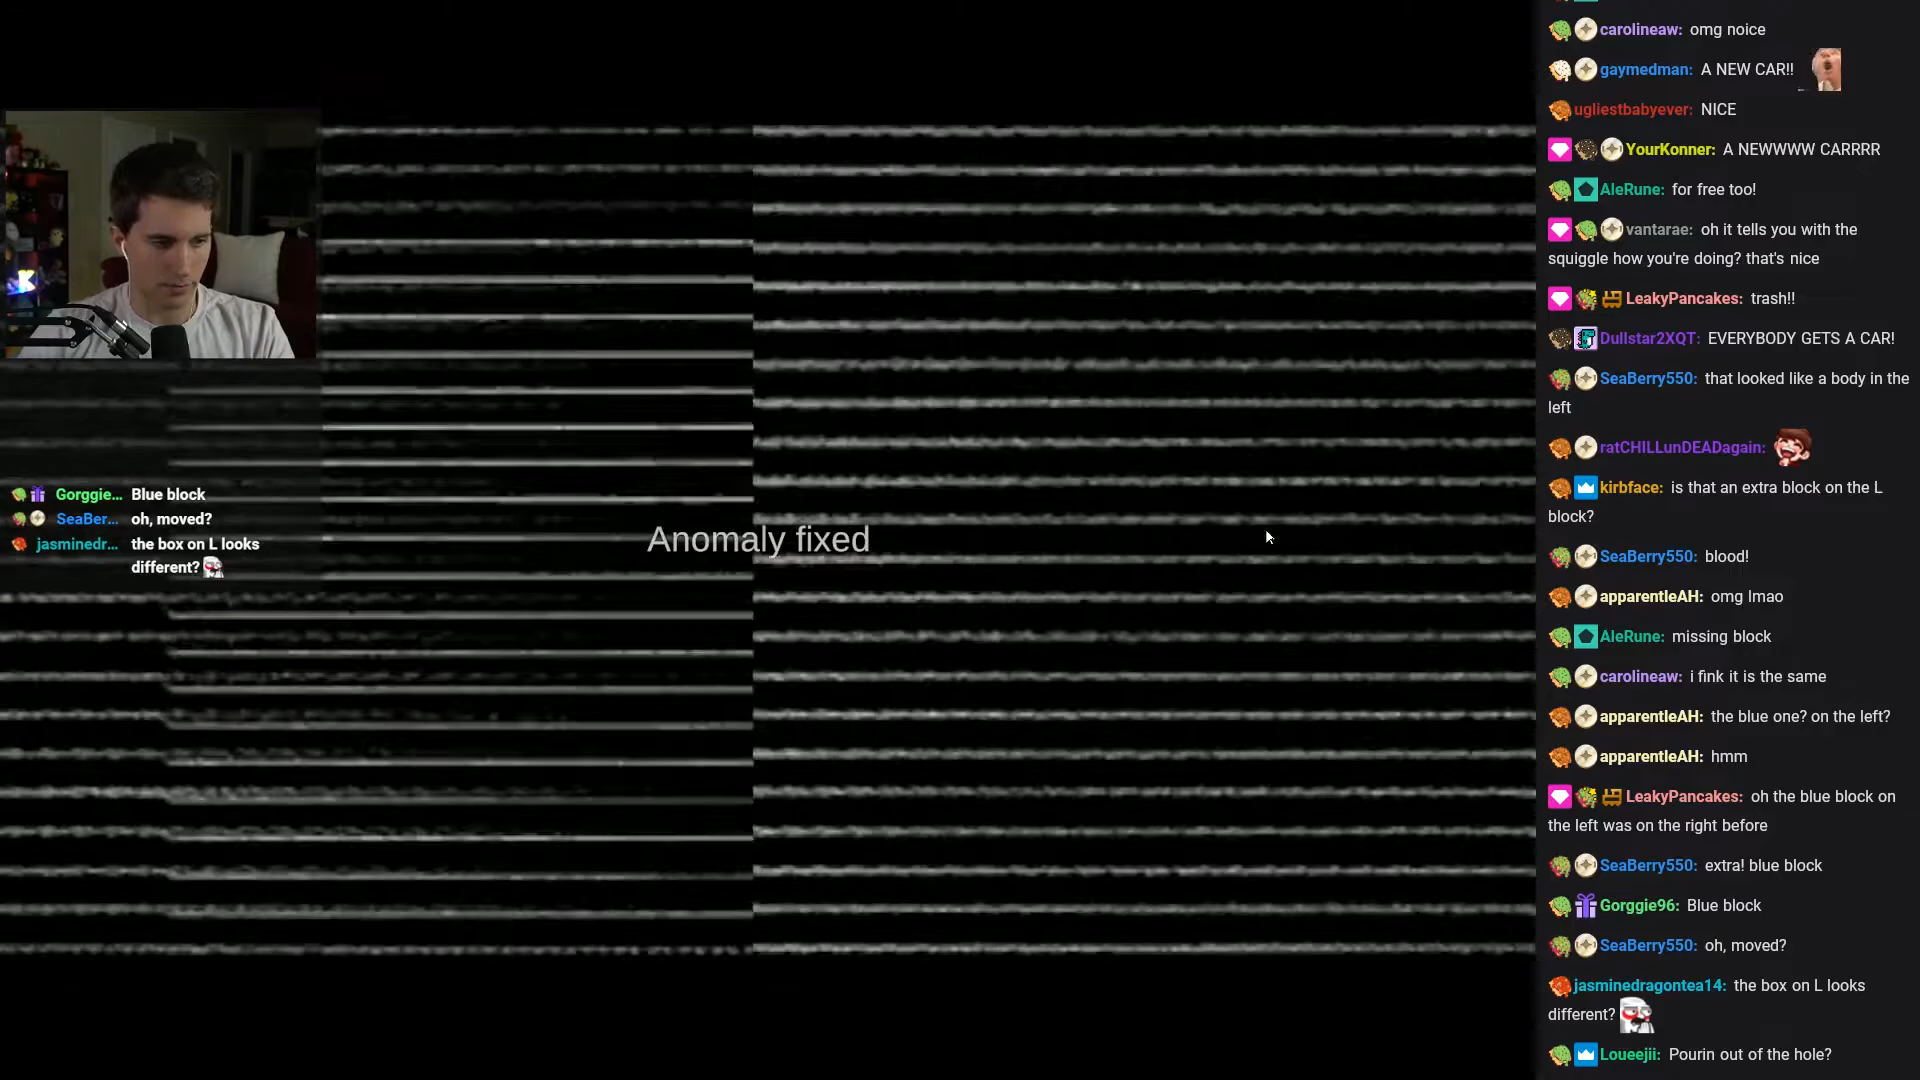 Gorggie... Blue block
SeaBer... oh, moved?
jasminedr... the box on L looks
different?
Anomaly fixed
carolineaw: omg noice
gaymedman: A NEW CAR!!
ugliestbabyever: NICE
YourKonner: A NEWWWW CARRRR
AleRune: for free too!
vantarae: oh it tells you with the
squiggle how you're doing? that's nice
LeakyPancakes: trash!!
Dullstar2XQT: EVERYBODY GETS A CAR!
SeaBerry550: that looked like a body in the
left
ratCHILLunDEADagain:
kirbface: is that an extra block on the L
block?
SeaBerry550: blood!
apparentleAH: omg lmao
AleRune: missing block
carolineaw: i fink it is the same
apparentleAH: the blue one? on the left?
apparentleAH: hmm
LeakyPancakes: oh the blue block on
the left was on the right before
SeaBerry550: extra! blue block
Gorggie96: Blue block
SeaBerry550: oh, moved?
jasminedragontea14: the box on L looks
different?
Loueejii: Pourin out of the hole?